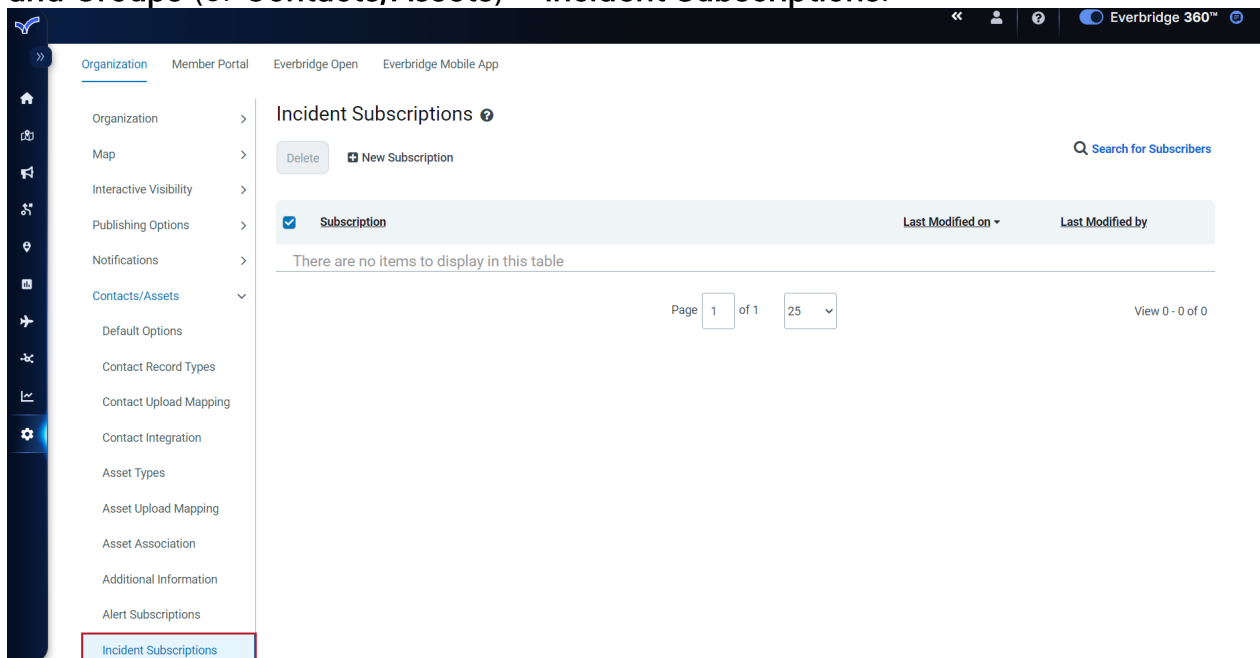 and Groups (or Contacts/Assets) > Incident Subscriptions.
Everbridge 360™
Organization Member Portal Everbridge Open Everbridge Mobile App
Organization
Map
Interactive Visibility
Publishing Options
Notifications
Contacts/Assets
Default Options
Contact Record Types
Contact Upload Mapping
Contact Integration
Asset Types
Asset Upload Mapping
Asset Association
Additional Information
Alert Subscriptions
Incident Subscriptions
Incident Subscriptions
Delete New Subscription Search for Subscribers
Subscription Last Modified on Last Modified by
There are no items to display in this table
Page 1 of 1 25 View 0 - 0 of 0